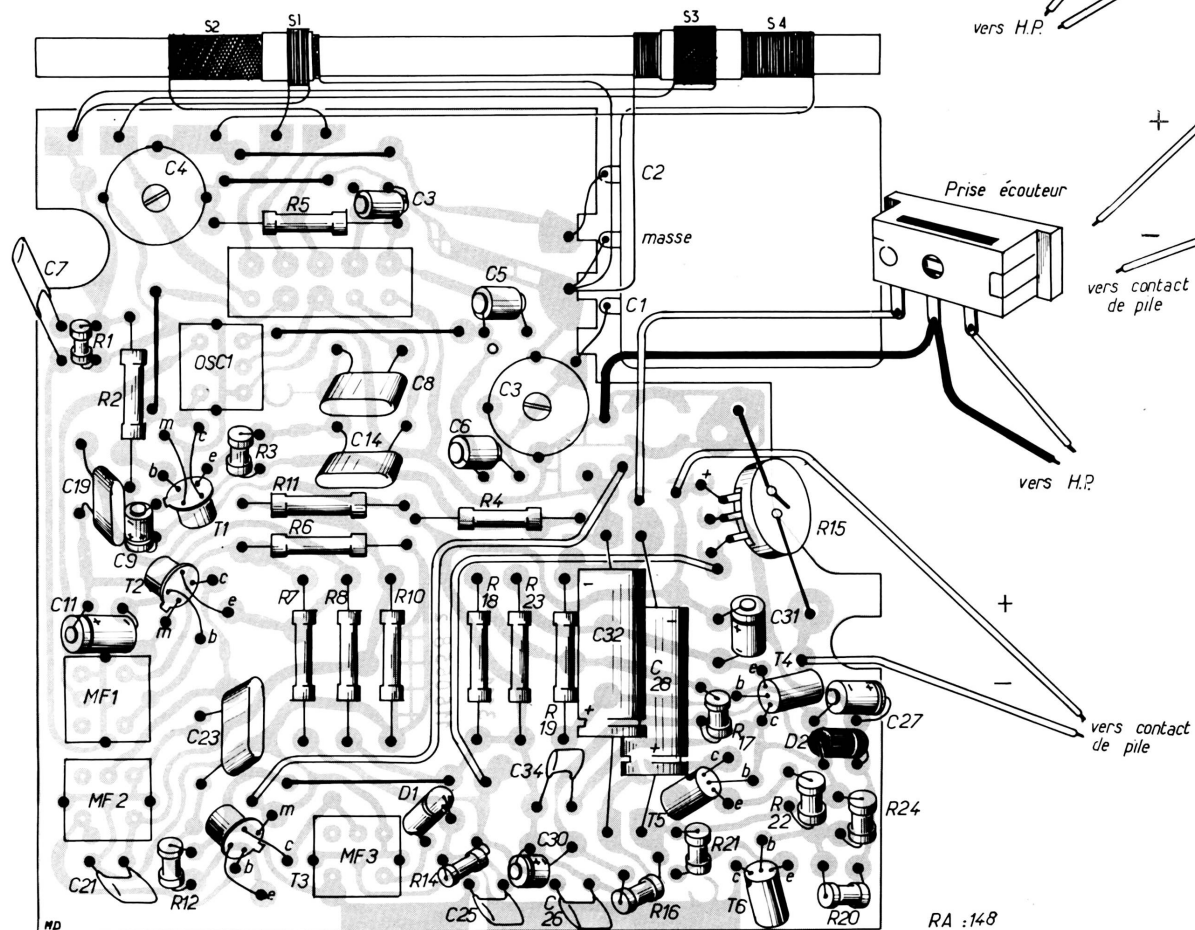 S2
S1
S3
S4
vers H.P.
C4
C2
+
Prise écouteur
R5
C3
masse
-
C7
C5
vers contact
de pile
C1
R1
OSC1
R2
C8
C3
m
c
C14
C6
R3
e
b
+
vers H.P.
C19
R11
R4
R15
T1
R6
C9
T2
c
R7
R8
R10
R
18
R
23
-
C11
e
+
C31
m
b
C32
-
C
28
T4
e
MF1
b
-
+
R
19
c
C27
C23
+
R
17
vers contact
de pile
+
D2
c
C34
b
MF2
D1
e
R
22
R24
m
T5
C30
b
c
MF3
R21
b
C21
T3
R14
c
e
R12
e
C25
C
26
R16
T6
R20
MD
RA :148